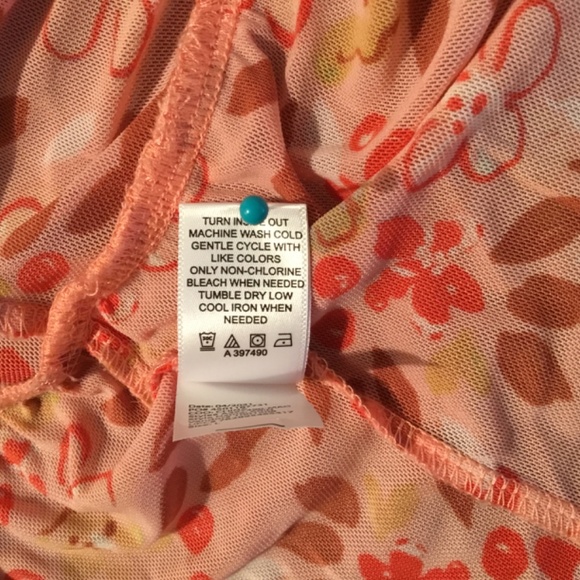 TURN INSIDE OUT
MACHINE WASH COLD
GENTLE CYCLE WITH
LIKE COLORS
ONLY NON-CHLORINE
BLEACH WHEN NEEDED
TUMBLE DRY LOW
COOL IRON WHEN
NEEDED
A 397490